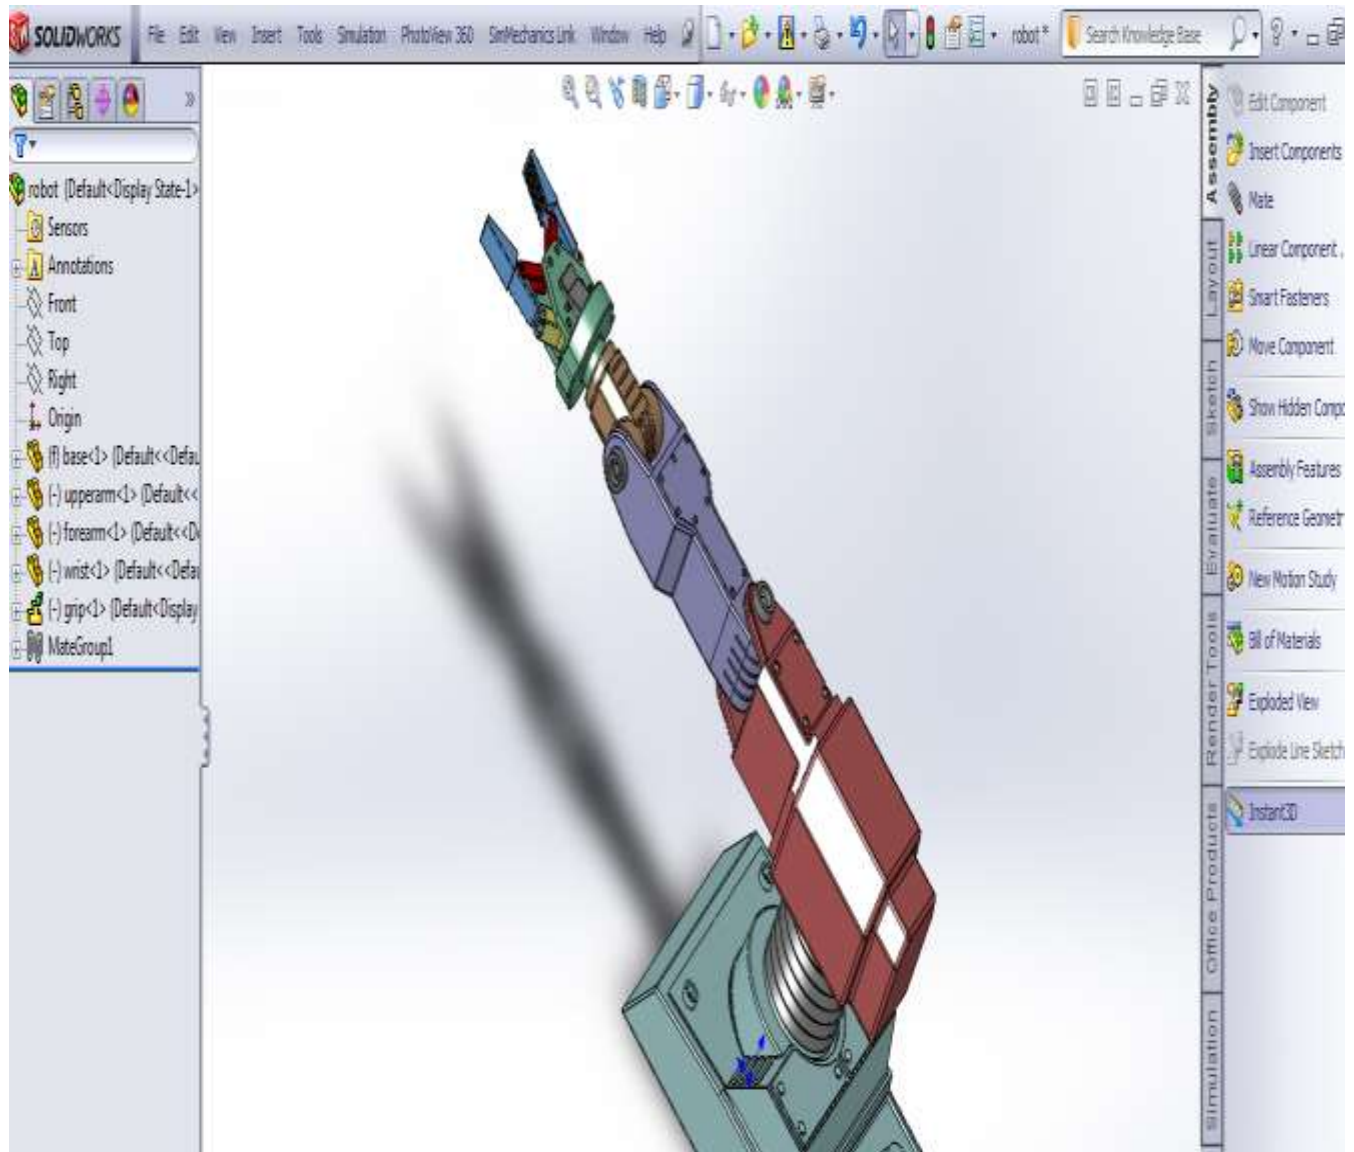 SOLIDWORKS File Edit View Insert Tools Simulation PhotoView 360 SimMechanics Link Window Help robot * Search Knowledge Base
robot (Default<Display State-1>
Sensors
Annotations
Front
Top
Right
Origin
(f) base<1> (Default<<Defau
(-) upperarm<1> (Default<<
(-) forearm<1> (Default<<De
(-) wrist<1> (Default<<Defau
(-) grip<1> (Default<Display
MateGroup1
Assembly
Layout
Sketch
Evaluate
Render Tools
Office Products
Simulation
Edit Component
Insert Components
Mate
Linear Component ..
Smart Fasteners
Move Component
Show Hidden Compo
Assembly Features
Reference Geometr
New Motion Study
Bill of Materials
Exploded View
Explode Line Sketch
Instant3D